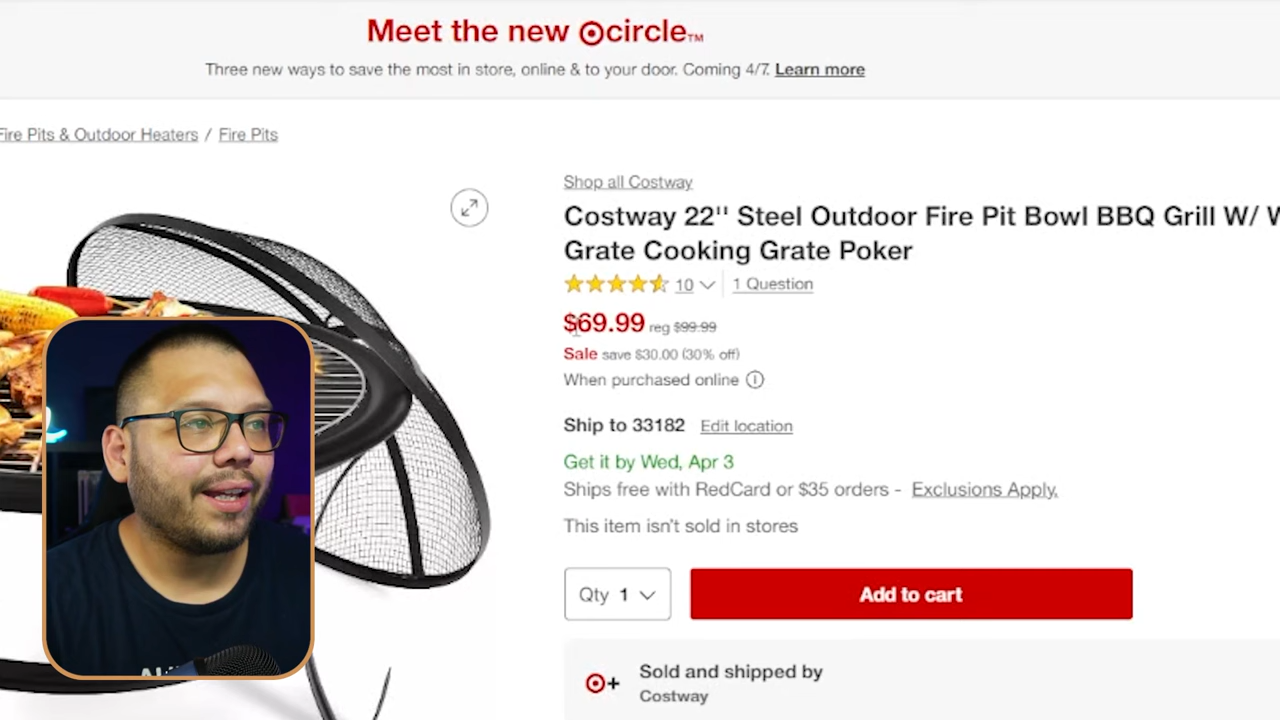 Meet the new circle™
Three new ways to save the most in store, online & to your door. Coming 4/7. Learn more
Fire Pits & Outdoor Heaters / Fire Pits
Shop all Costway
Costway 22'' Steel Outdoor Fire Pit Bowl BBQ Grill W/
Grate Cooking Grate Poker
10
1 Question
$69.99 reg $99.99
Sale save $30.00 (30% off)
When purchased online
Ship to 33182 Edit location
Get it by Wed, Apr 3
Ships free with RedCard or $35 orders - Exclusions Apply.
This item isn't sold in stores
Qty 1
Add to cart
Sold and shipped by
Costway